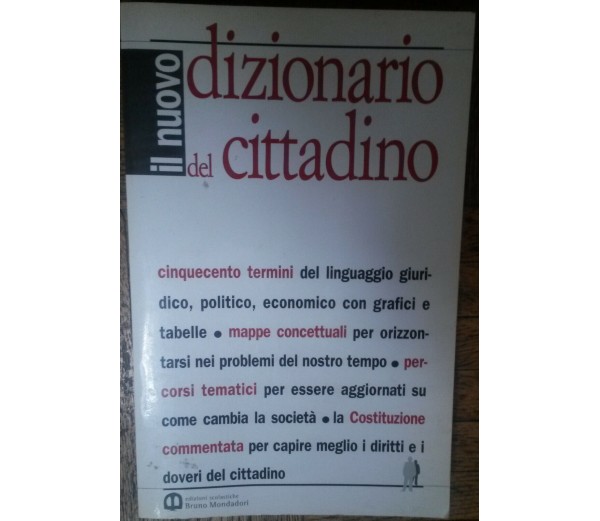 il nuovo
dizionario
del cittadino
cinquecento termini del linguaggio giuri-
dico, politico, economico con grafici e
tabelle • mappe concettuali per orizzon-
tarsi nei problemi del nostro tempo • per-
corsi tematici per essere aggiornati su
come cambia la società • la Costituzione
commentata per capire meglio i diritti e i
doveri del cittadino
edizioni scolastiche
Bruno Mondadori